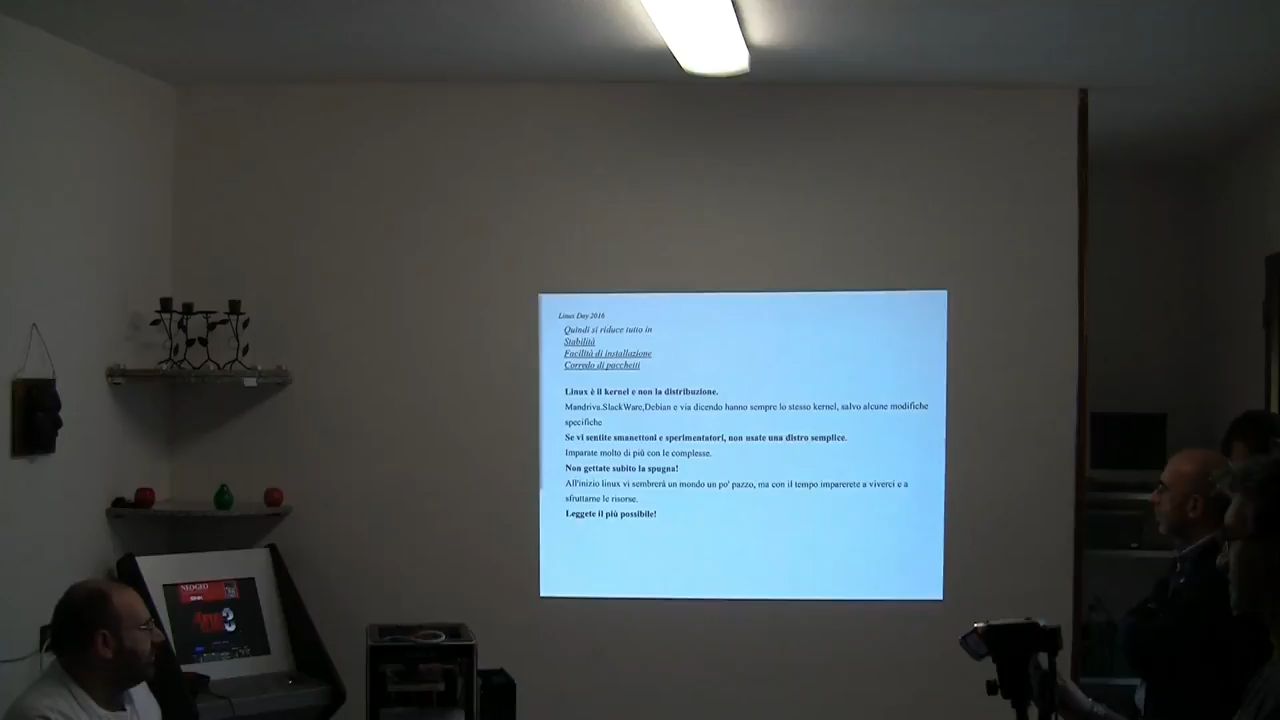 Linux Day 2016
Quindi si riduce tutto in
Stabilità
Facilità di installazione
Corredo di pacchetti
Linux è il kernel e non la distribuzione.
Mandriva.SlackWare,Debian e via dicendo hanno sempre lo stesso kernel, salvo alcune modifiche
specifiche
Se vi sentite smanettoni e sperimentatori, non usate una distro semplice.
Imparate molto di più con le complesse.
Non gettate subito la spugna!
All'inizio linux vi sembrerà un mondo un po' pazzo, ma con il tempo imparerete a viverci e a
sfruttarne le risorse.
Leggete il più possibile!
NEOGEO
3